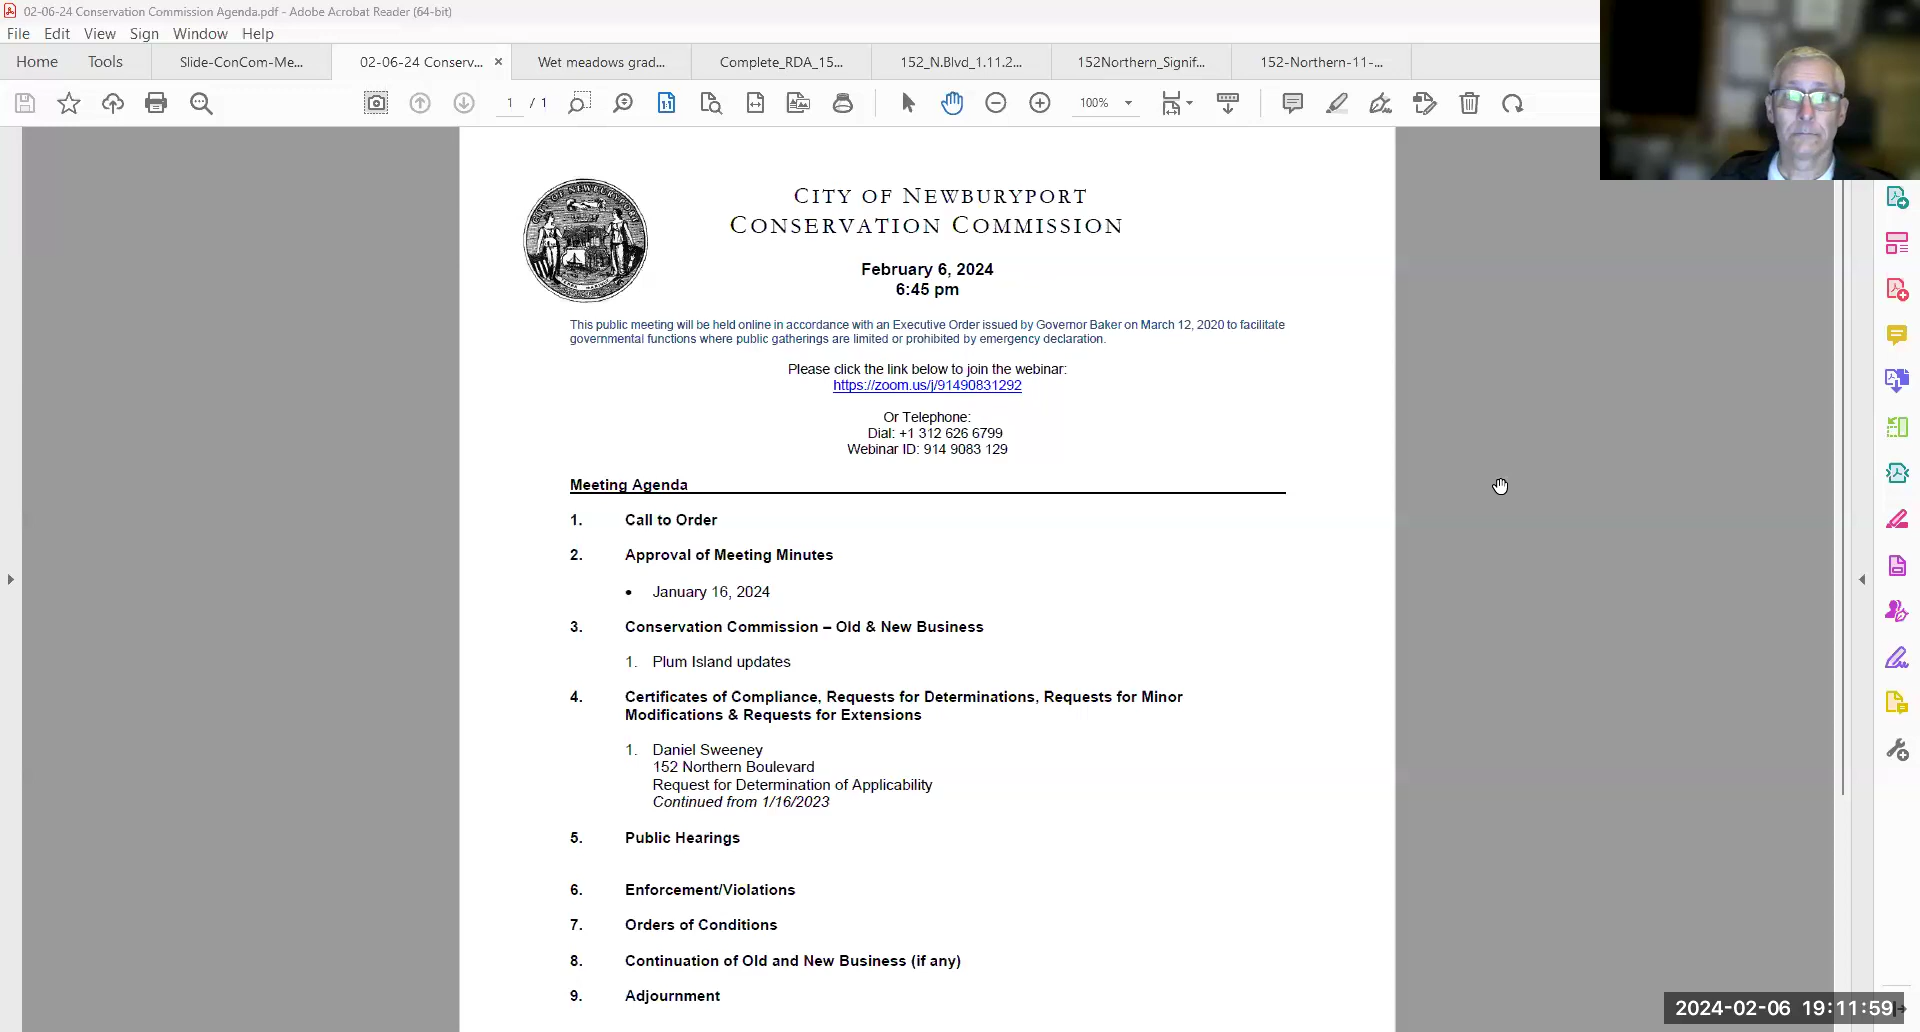 02-06-24 Conservation Commission Agenda.pdf - Adobe Acrobat Reader (64-bit)
File Edit View Sign Window Help
Home Tools Slide-ConCom-Me... 02-06-24 Conserv... × Wet meadows grad... Complete_RDA_15... 152_N.Blvd_1.11.2... 152Northern_Signif... 152-Northern-11-...
1 / 1 100%
CITY OF NEWBURYPORT
CONSERVATION COMMISSION
February 6, 2024
6:45 pm
This public meeting will be held online in accordance with an Executive Order issued by Governor Baker on March 12, 2020 to facilitate
governmental functions where public gatherings are limited or prohibited by emergency declaration.
Please click the link below to join the webinar:
https://zoom.us/j/91490831292
Or Telephone:
Dial: +1 312 626 6799
Webinar ID: 914 9083 129
Meeting Agenda
1. Call to Order
2. Approval of Meeting Minutes
• January 16, 2024
3. Conservation Commission – Old & New Business
1. Plum Island updates
4. Certificates of Compliance, Requests for Determinations, Requests for Minor
Modifications & Requests for Extensions
1. Daniel Sweeney
152 Northern Boulevard
Request for Determination of Applicability
Continued from 1/16/2023
5. Public Hearings
6. Enforcement/Violations
7. Orders of Conditions
8. Continuation of Old and New Business (if any)
9. Adjournment
2024-02-06 19:11:59